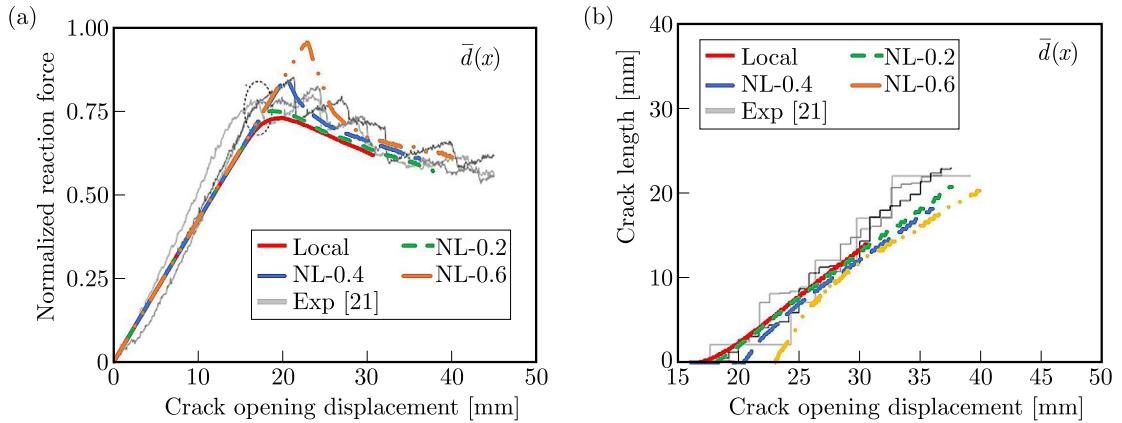 (a)
1.00
0.75
0.50
0.25
0
0
10
20
30
40
50
Normalized reaction force
Crack opening displacement [mm]
d̅(x)
Local
NL-0.2
NL-0.4
NL-0.6
Exp [21]
(b)
40
30
20
10
0
15
20
25
30
35
40
45
50
Crack length [mm]
Crack opening displacement [mm]
d̅(x)
Local
NL-0.2
NL-0.4
NL-0.6
Exp [21]